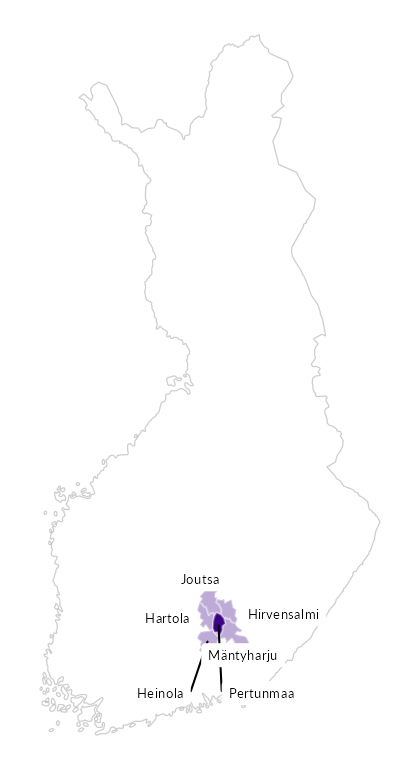 Joutsa
Hartola
Hirvensalmi
Mäntyharju
Heinola
Pertunmaa